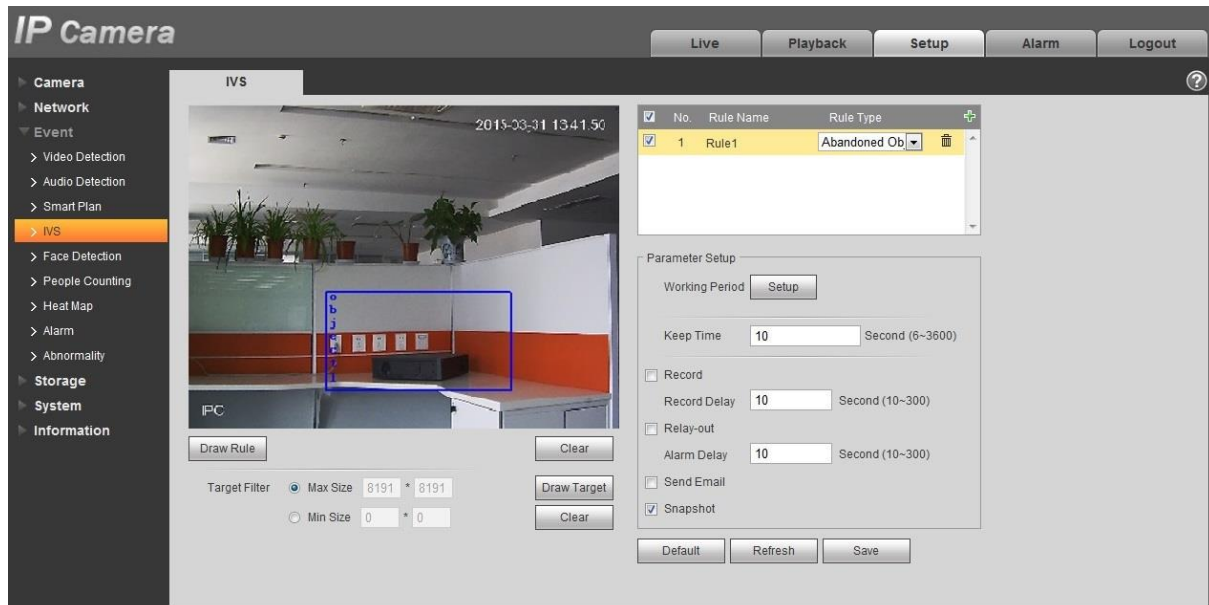 IP Camera
Live Playback Setup Alarm Logout
Camera
Network
Event
Video Detection
Audio Detection
Smart Plan
IVS
Face Detection
People Counting
Heat Map
Alarm
Abnormality
Storage
System
Information
IVS
2015-03-31 13:41:50
IPC
Draw Rule Clear
Target Filter Max Size 8191 * 8191 Draw Target
Min Size 0 * 0 Clear
No. Rule Name Rule Type
1 Rule1 Abandoned Ob
Parameter Setup
Working Period Setup
Keep Time 10 Second (6~3600)
Record
Record Delay 10 Second (10~300)
Relay-out
Alarm Delay 10 Second (10~300)
Send Email
Snapshot
Default Refresh Save